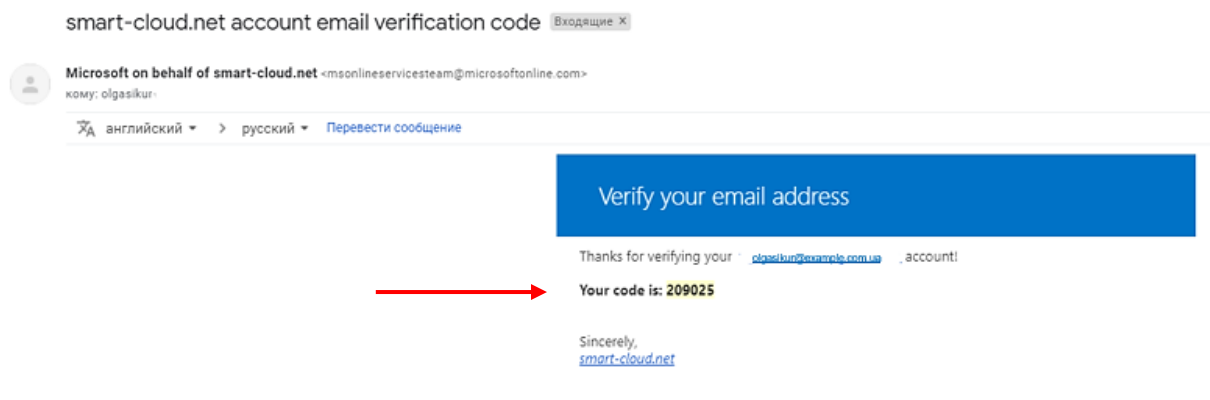 smart-cloud.net account email verification code Входящие ×
Microsoft on behalf of smart-cloud.net <msonlineservicesteam@microsoftonline.com>
кому: olgasikur
английский > русский Перевести сообщение
Verify your email address
Thanks for verifying your olgasikur@example.com.ua account!
Your code is: 209025
Sincerely,
smart-cloud.net